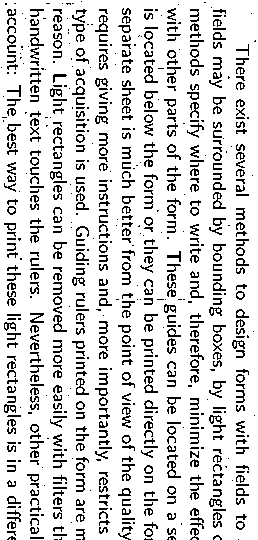 There exist several methods to design forms with fields to
fields may be surrounded by bounding boxes, by light rectangles
methods specify where to write and, therefore, minimize the effec
with other parts of the form. These guides can be located on a se
is located below the form or they can be printed directly on the fo
separate sheet is much better from the point of view of the quality
requires giving more instructions and, more importantly, restricts
type of acquisition is used. Guiding rulers printed on the form are m
reason. Light rectangles can be removed more easily with filters th
handwritten text touches the rulers. Nevertheless, other practical
account: The best way to print these light rectangles is in a differe